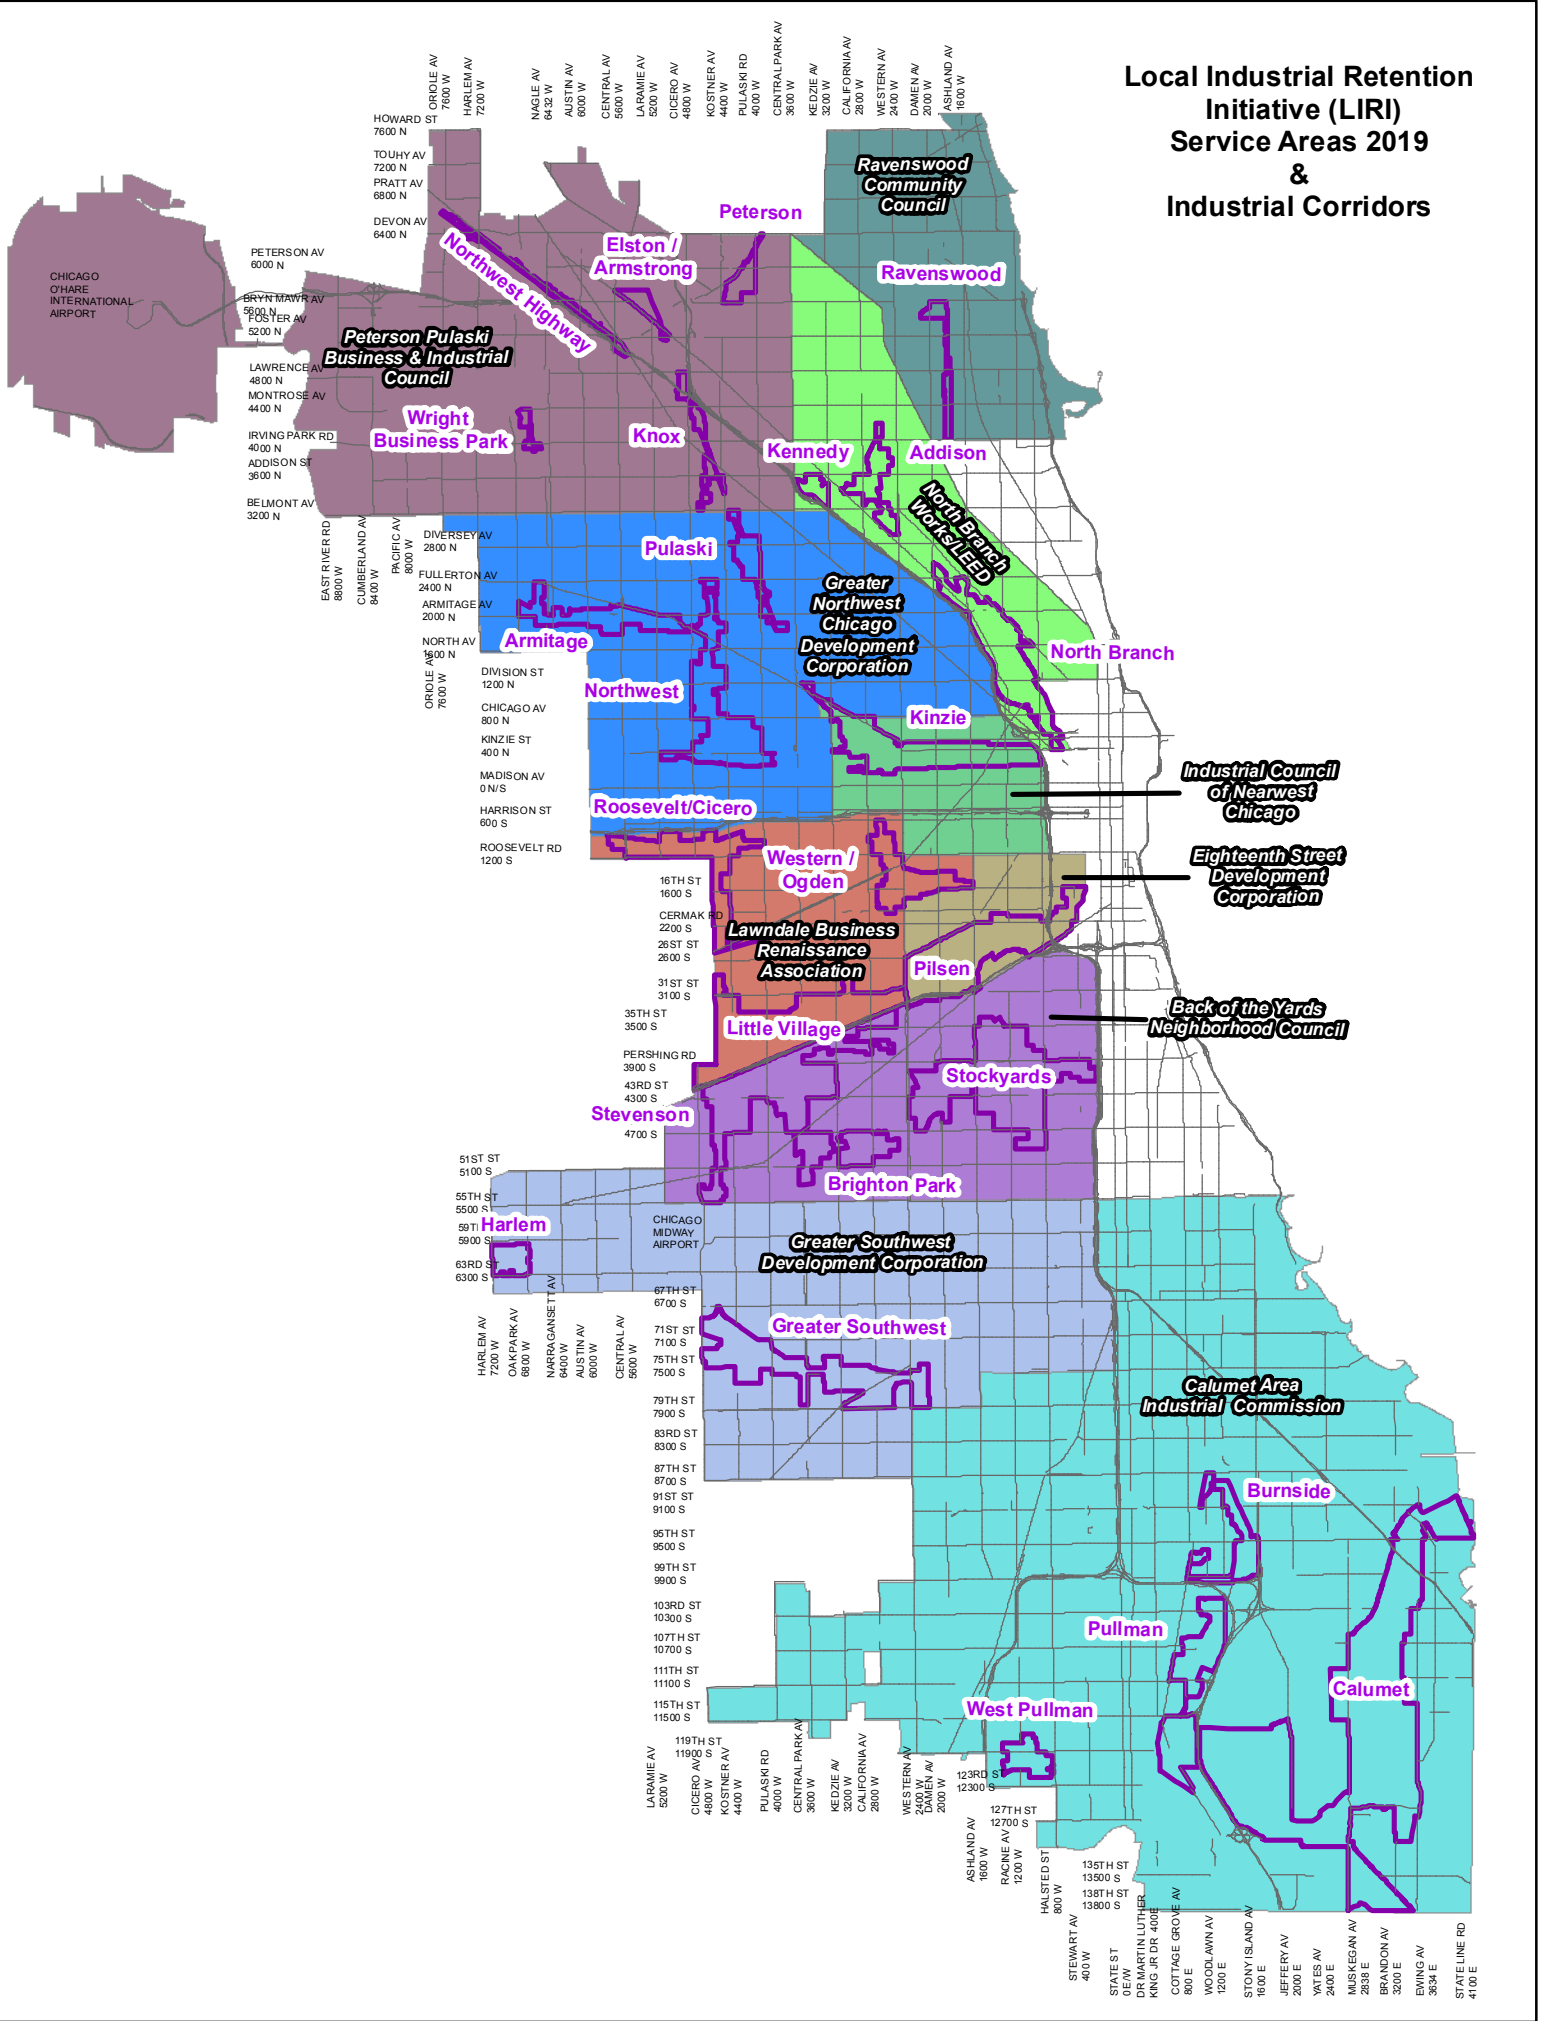 Local Industrial Retention
Initiative (LIRI)
Service Areas 2019
&
Industrial Corridors
ORIOLE AV
7600 W
HARLEM AV
7200 W
NAGLE AV
6432 W
AUSTIN AV
6000 W
CENTRAL AV
5600 W
LARAMIE AV
5200 W
CICERO AV
4800 W
KOSTNER AV
4400 W
PULASKI RD
4000 W
CENTRAL PARK AV
3600 W
KEDZIE AV
3200 W
CALIFORNIA AV
2800 W
WESTERN AV
2400 W
DAMEN AV
2000 W
ASHLAND AV
1600 W
HOWARD ST
7600 N
TOUHY AV
7200 N
PRATT AV
6800 N
DEVON AV
6400 N
PETERSON AV
6000 N
BRYN MAWR AV
5600 N
FOSTER AV
5200 N
LAWRENCE AV
4800 N
MONTROSE AV
4400 N
IRVING PARK RD
4000 N
ADDISON ST
3600 N
BELMONT AV
3200 N
CHICAGO
O'HARE
INTERNATIONAL
AIRPORT
Ravenswood
Community
Council
Peterson
Elston /
Armstrong
Northwest Highway
Ravenswood
Peterson Pulaski
Business & Industrial
Council
Wright
Business Park
Knox
Kennedy
Addison
North Branch
Works/LEED
EAST RIVER RD
8800 W
CUMBERLAND AV
8400 W
PACIFIC AV
8000 W
DIVERSEY AV
2800 N
FULLERTON AV
2400 N
ARMITAGE AV
2000 N
NORTH AV
1600 N
ORIOLE AV
7600 W
DIVISION ST
1200 N
CHICAGO AV
800 N
KINZIE ST
400 N
MADISON AV
0 N/S
HARRISON ST
600 S
ROOSEVELT RD
1200 S
Pulaski
Greater
Northwest
Chicago
Development
Corporation
Armitage
North Branch
Northwest
Kinzie
Industrial Council
of Nearwest
Chicago
Roosevelt/Cicero
Western /
Ogden
Eighteenth Street
Development
Corporation
16TH ST
1600 S
CERMAK RD
2200 S
26ST ST
2600 S
31ST ST
3100 S
35TH ST
3500 S
PERSHING RD
3900 S
43RD ST
4300 S
4700 S
Lawndale Business
Renaissance
Association
Pilsen
Little Village
Back of the Yards
Neighborhood Council
Stockyards
Stevenson
Brighton Park
51ST ST
5100 S
55TH ST
5500 S
59T
5900 S
63RD ST
6300 S
Harlem
CHICAGO
MIDWAY
AIRPORT
Greater Southwest
Development Corporation
HARLEM AV
7200 W
OAKPARK AV
6800 W
NARRAGANSETT AV
6400 W
AUSTIN AV
6000 W
CENTRAL AV
5600 W
67TH ST
6700 S
71ST ST
7100 S
75TH ST
7500 S
79TH ST
7900 S
83RD ST
8300 S
87TH ST
8700 S
91ST ST
9100 S
95TH ST
9500 S
99TH ST
9900 S
103RD ST
10300 S
107TH ST
10700 S
111TH ST
11100 S
115TH ST
11500 S
119TH ST
11900 S
Greater Southwest
Calumet Area
Industrial Commission
Burnside
Pullman
Calumet
West Pullman
LARAMIE AV
5200 W
CICERO AV
4800 W
KOSTNER AV
4400 W
PULASKI RD
4000 W
CENTRAL PARK AV
3600 W
KEDZIE AV
3200 W
CALIFORNIA AV
2800 W
WESTERN AV
2400 W
DAMEN AV
2000 W
123RD ST
12300 S
127TH ST
12700 S
ASHLAND AV
1600 W
RACINE AV
1200 W
HALSTED ST
800 W
135TH ST
13500 S
138TH ST
13800 S
STEWART AV
400 W
STATE ST
0 E/W
DR MARTIN LUTHER
KING JR DR 400E
COTTAGE GROVE AV
800 E
WOODLAWN AV
1200 E
STONY ISLAND AV
1600 E
JEFFERY AV
2000 E
YATES AV
2400 E
MUSKEGAN AV
2838 E
BRANDON AV
3200 E
EWING AV
3634 E
STATE LINE RD
4100 E